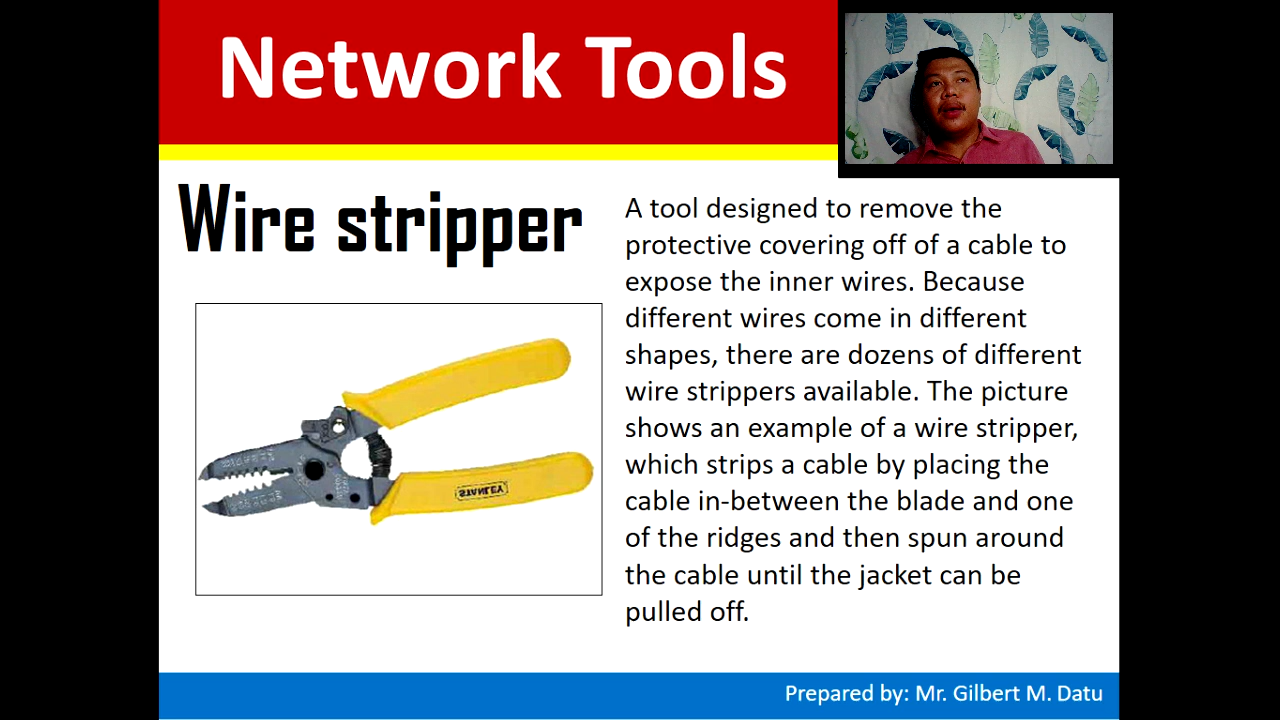 Network Tools
Wire stripper
A tool designed to remove the
protective covering off of a cable to
expose the inner wires. Because
different wires come in different
shapes, there are dozens of different
wire strippers available. The picture
shows an example of a wire stripper,
which strips a cable by placing the
cable in-between the blade and one
of the ridges and then spun around
the cable until the jacket can be
pulled off.
STANLEY
Prepared by: Mr. Gilbert M. Datu